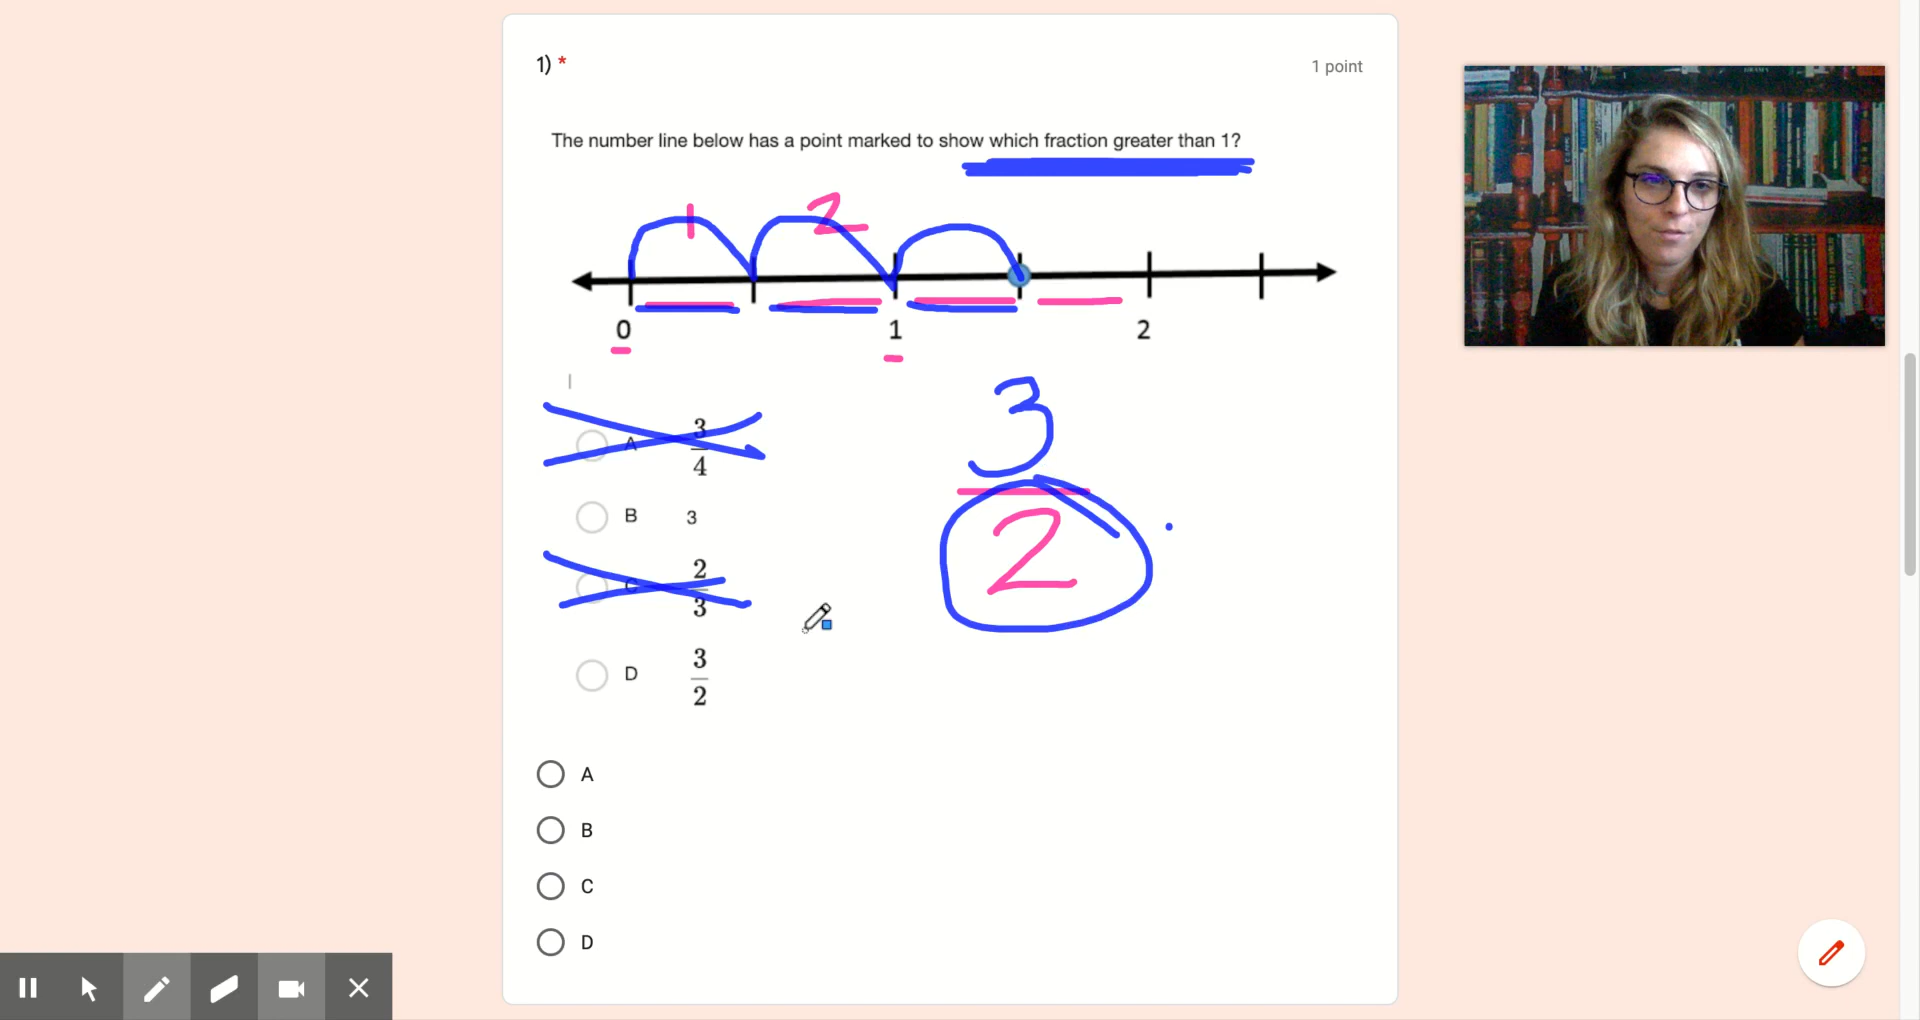 1) *
1 point
The number line below has a point marked to show which fraction greater than 1?
1 2
0 1 2
3
2
A 3/4
B 3
C 2/3
D 3/2
A
B
C
D